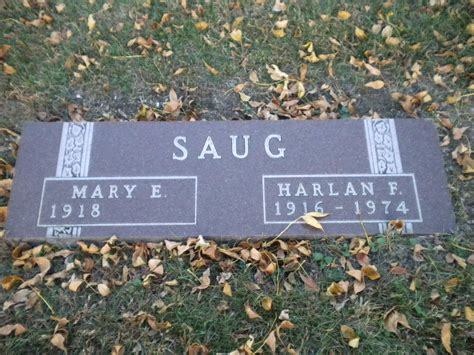 SAUG
MARY E.
1918
HARLAN F.
1916 - 1974